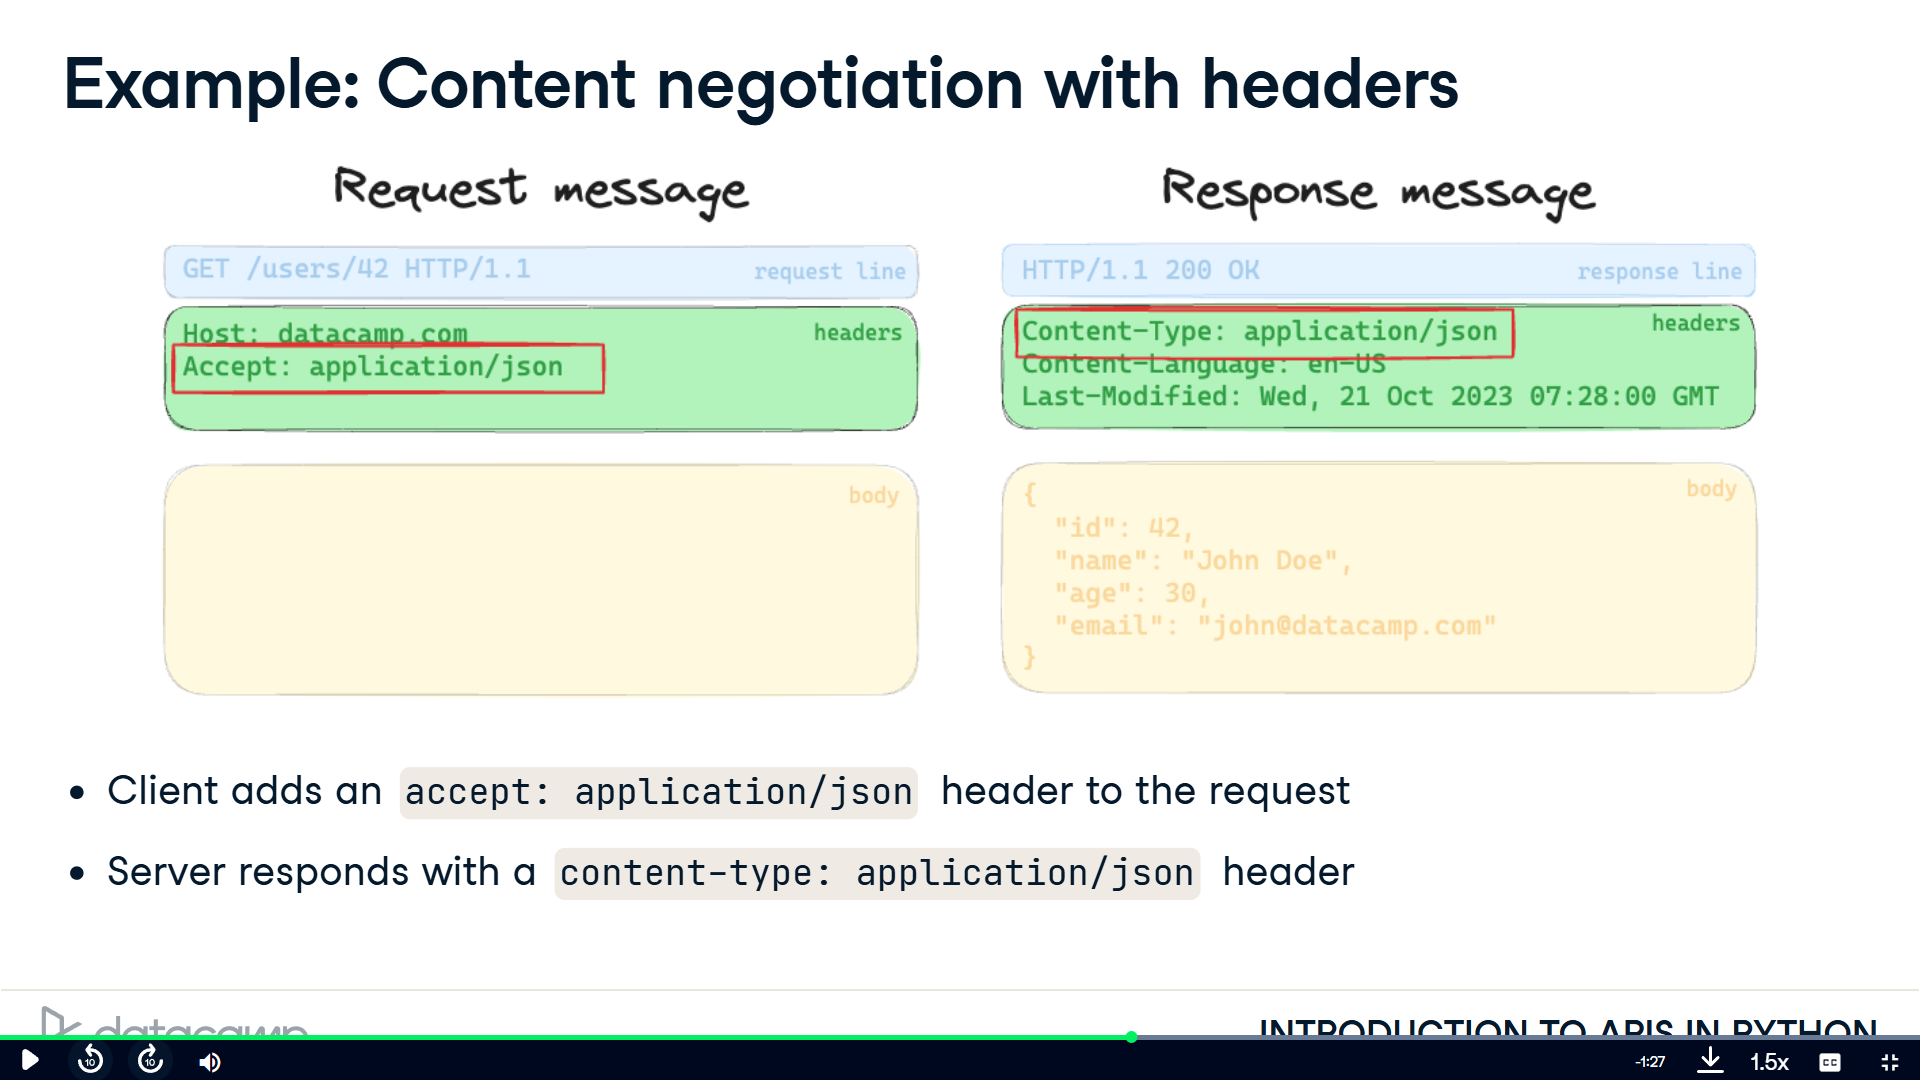 Example: Content negotiation with headers
Request message
GET /users/42 HTTP/1.1 request line
Host: datacamp.com headers
Accept: application/json
body
Response message
HTTP/1.1 200 OK response line
Content-Type: application/json headers
Content-Language: en-US
Last-Modified: Wed, 21 Oct 2023 07:28:00 GMT
{ body
"id": 42,
"name": "John Doe",
"age": 30,
"email": "john@datacamp.com"
}
• Client adds an accept: application/json header to the request
• Server responds with a content-type: application/json header
datacamp
INTRODUCTION TO APIS IN PYTHON
10 10 -1:27 1.5x CC